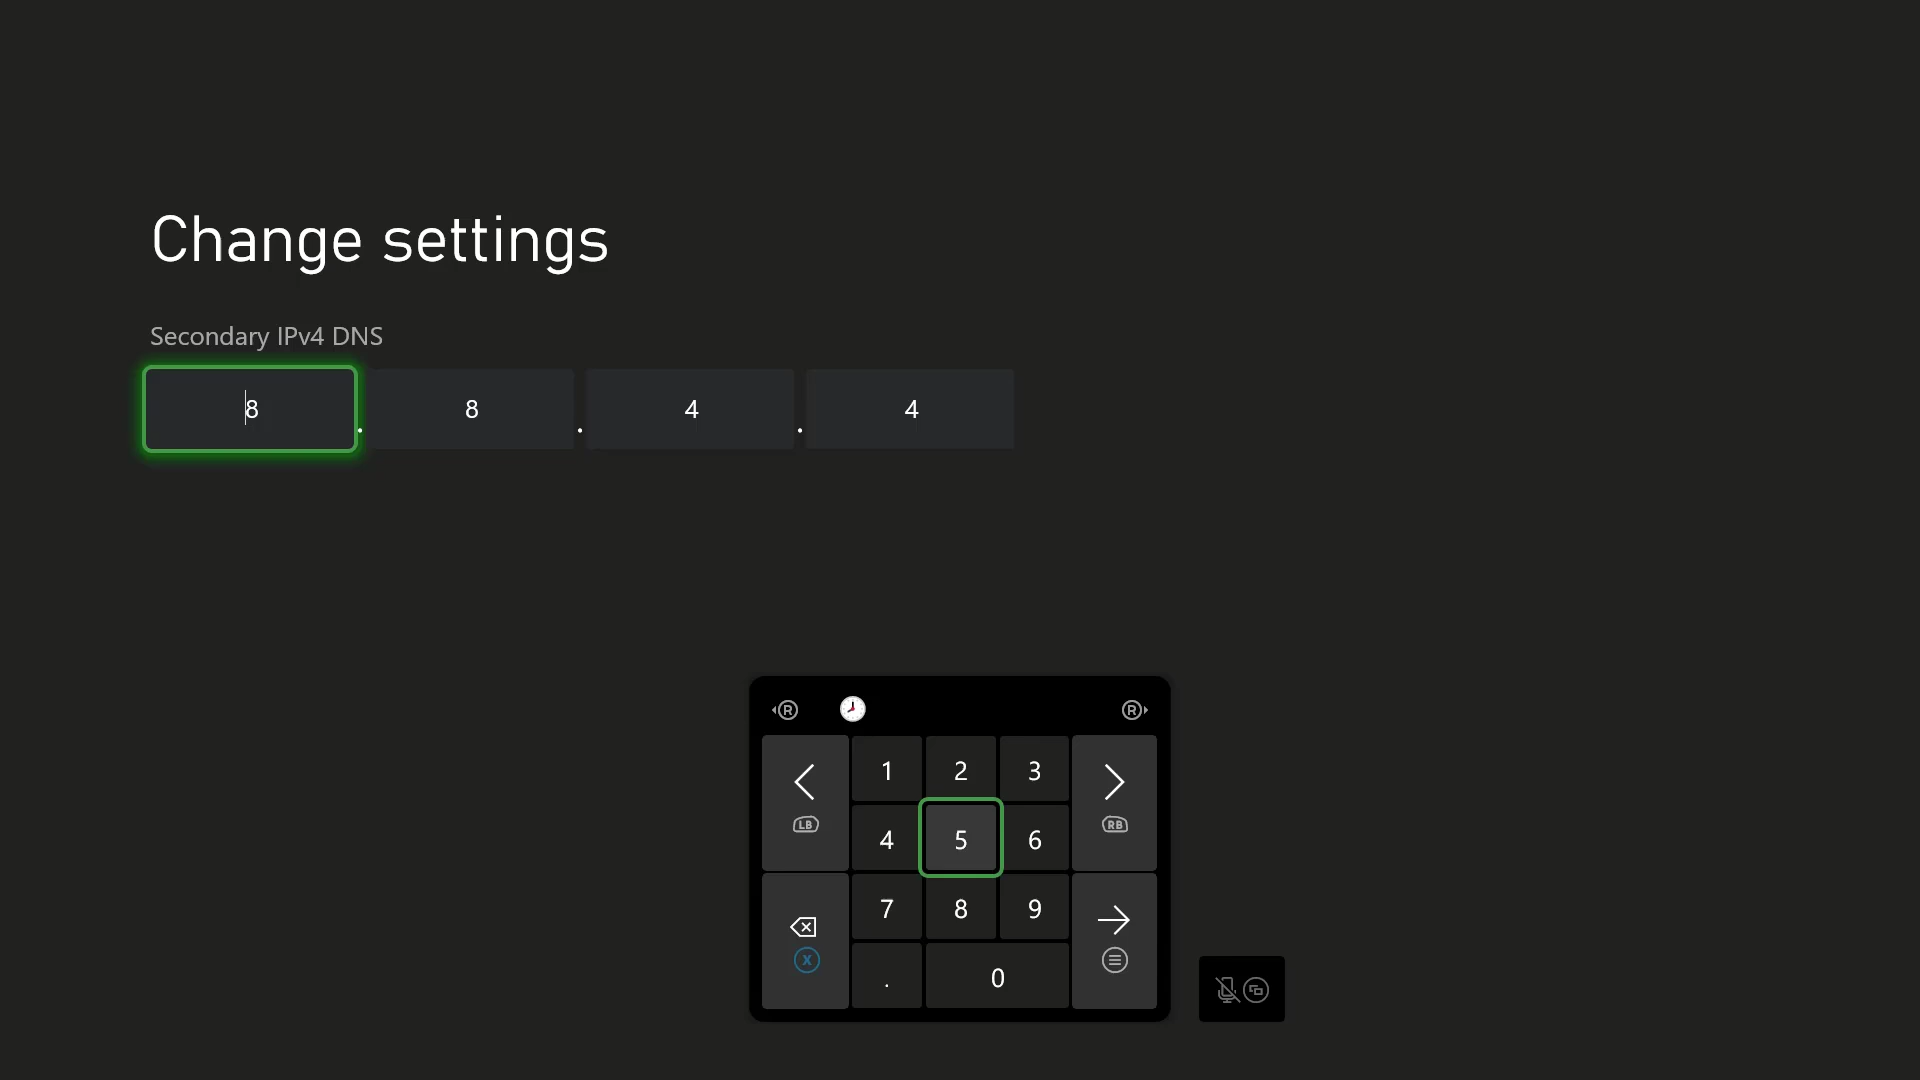 Change settings
Secondary IPv4 DNS
8 . 8 . 4 . 4
R R
1 2 3
LB RB
4 5 6
7 8 9
X
. 0